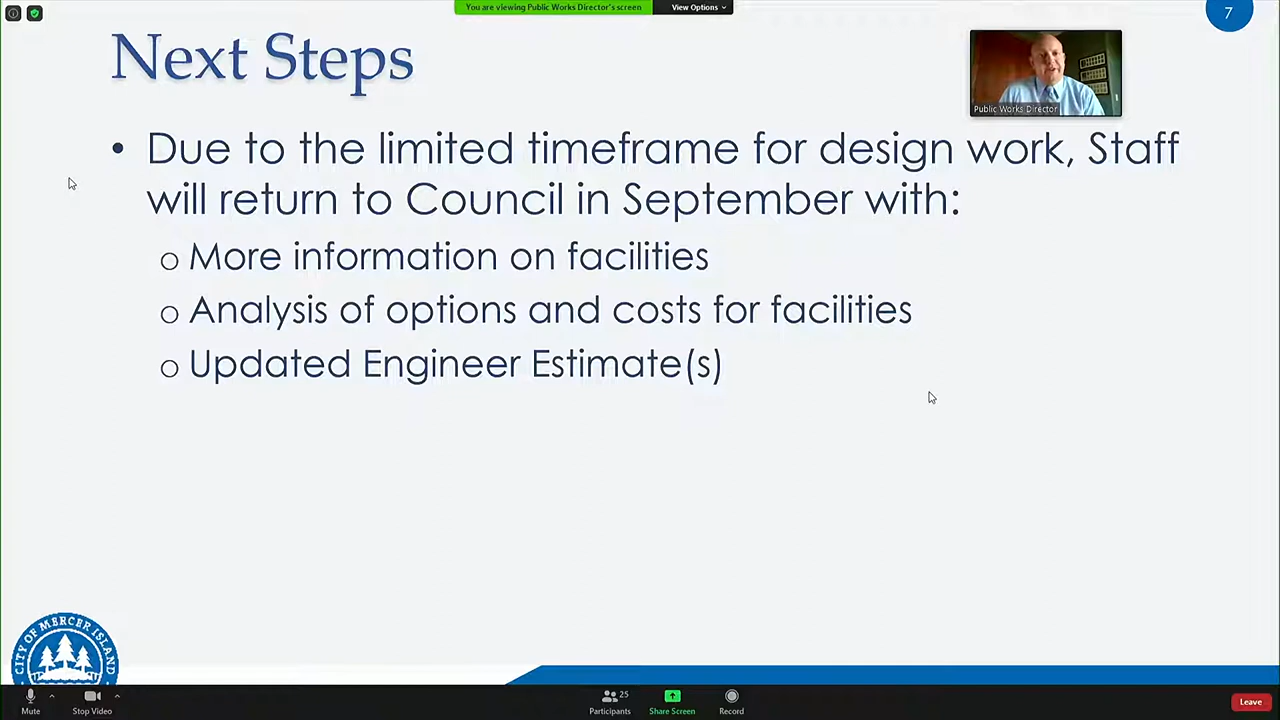 You are viewing Public Works Director's screen
View Options
7
Next Steps
Public Works Director
• Due to the limited timeframe for design work, Staff
will return to Council in September with:
o More information on facilities
o Analysis of options and costs for facilities
o Updated Engineer Estimate(s)
CITY OF MERCER ISLAND
25
Mute
Stop Video
Participants
Share Screen
Record
Leave